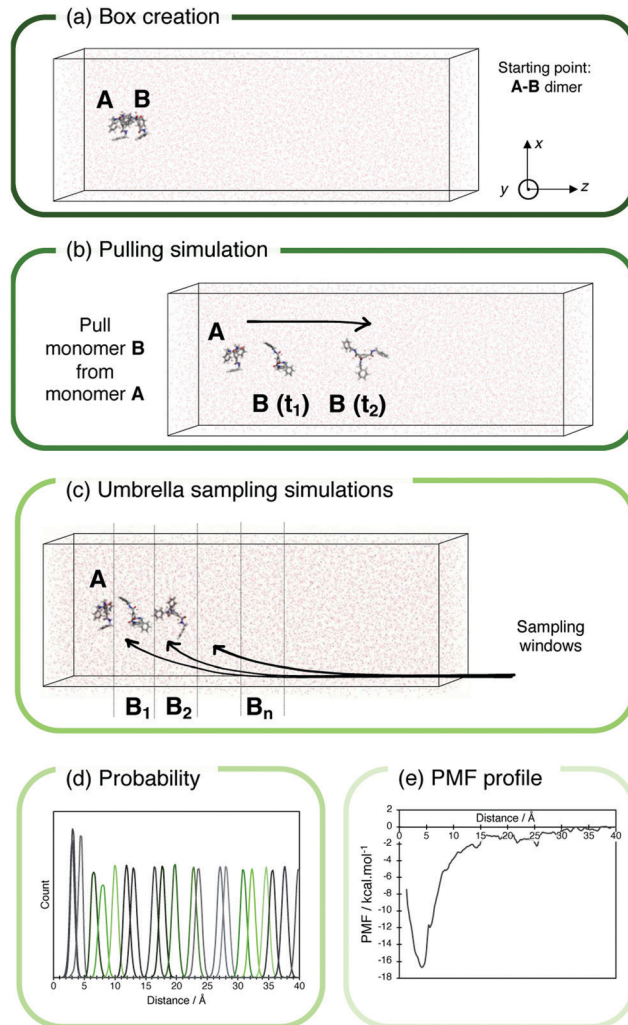 (a) Box creation
A B
Starting point:
A-B dimer
x
y
z
(b) Pulling simulation
Pull
monomer B
from
monomer A
A
B (t₁) B (t₂)
(c) Umbrella sampling simulations
A
Sampling
windows
B₁ B₂ Bₙ
(d) Probability
Count
0 5 10 15 20 25 30 35 40
Distance / Å
(e) PMF profile
Distance / Å
0 5 10 15 20 25 30 35 40
PMF / kcal.mol⁻¹
2
0
-2
-4
-6
-8
-10
-12
-14
-16
-18